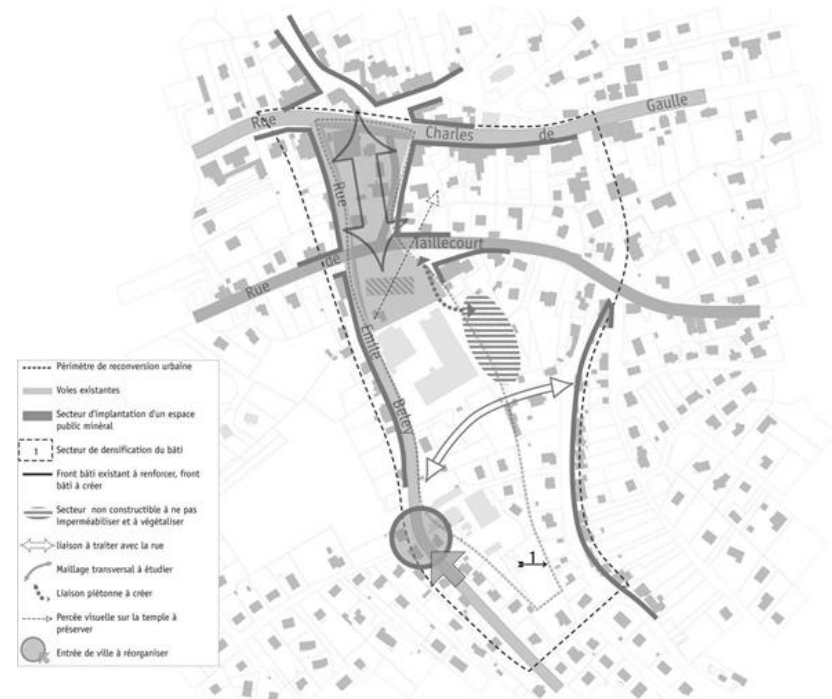 Rue
Charles
de
Gaulle
Rue
Taillecourt
de
Rue
Emile
Beley
1
Périmètre de reconversion urbaine
Voies existantes
Secteur d'implantation d'un espace
public minéral
1
Secteur de densification du bâti
Front bâti existant à renforcer, front
bâti à créer
Secteur non constructible à ne pas
imperméabiliser et à végétaliser
liaison à traiter avec la rue
Maillage transversal à étudier
Liaison piétonne à créer
Percée visuelle sur la temple à
préserver
Entrée de ville à réorganiser